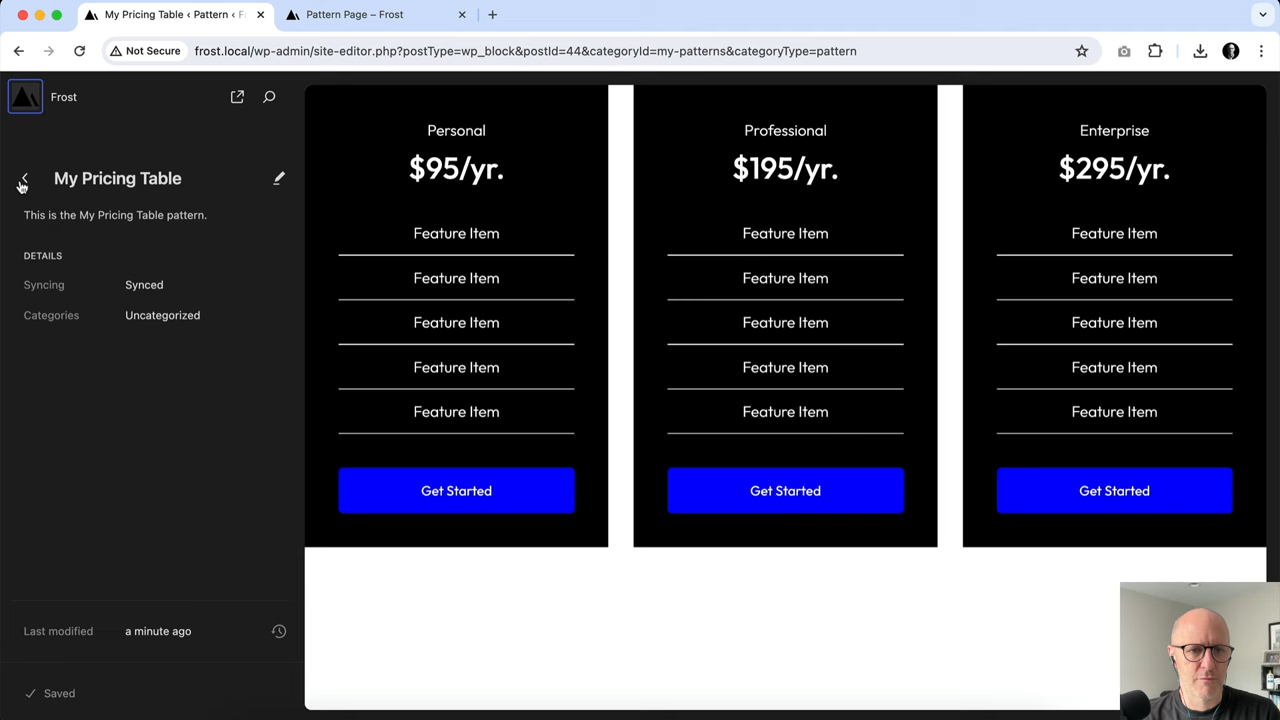 My Pricing Table ‹ Pattern ‹ F
Pattern Page – Frost
Not Secure
frost.local/wp-admin/site-editor.php?postType=wp_block&postId=44&categoryId=my-patterns&categoryType=pattern
Frost
My Pricing Table
This is the My Pricing Table pattern.
DETAILS
Syncing Synced
Categories Uncategorized
Last modified a minute ago
Saved
Personal
$95/yr.
Feature Item
Feature Item
Feature Item
Feature Item
Feature Item
Get Started
Professional
$195/yr.
Feature Item
Feature Item
Feature Item
Feature Item
Feature Item
Get Started
Enterprise
$295/yr.
Feature Item
Feature Item
Feature Item
Feature Item
Feature Item
Get Started